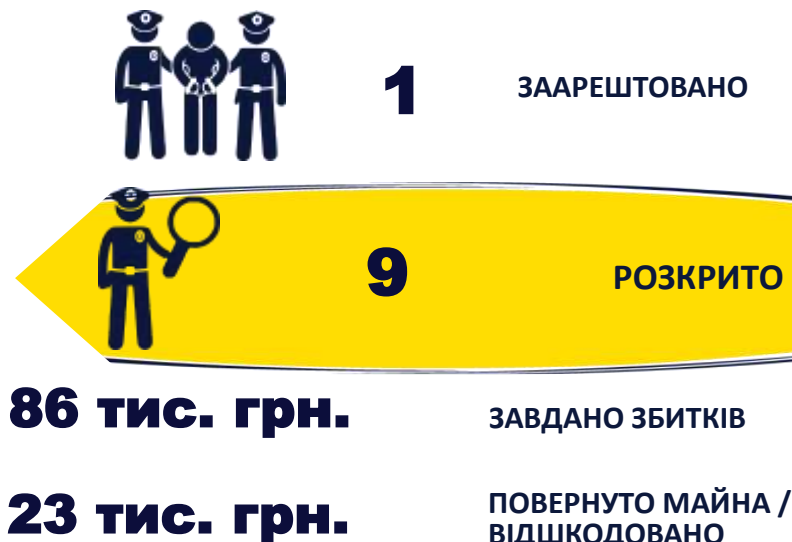 1 ЗААРЕШТОВАНО
9 РОЗКРИТО
86 тис. грн. ЗАВДАНО ЗБИТКІВ
23 тис. грн. ПОВЕРНУТО МАЙНА /
ВІДШКОДОВАНО